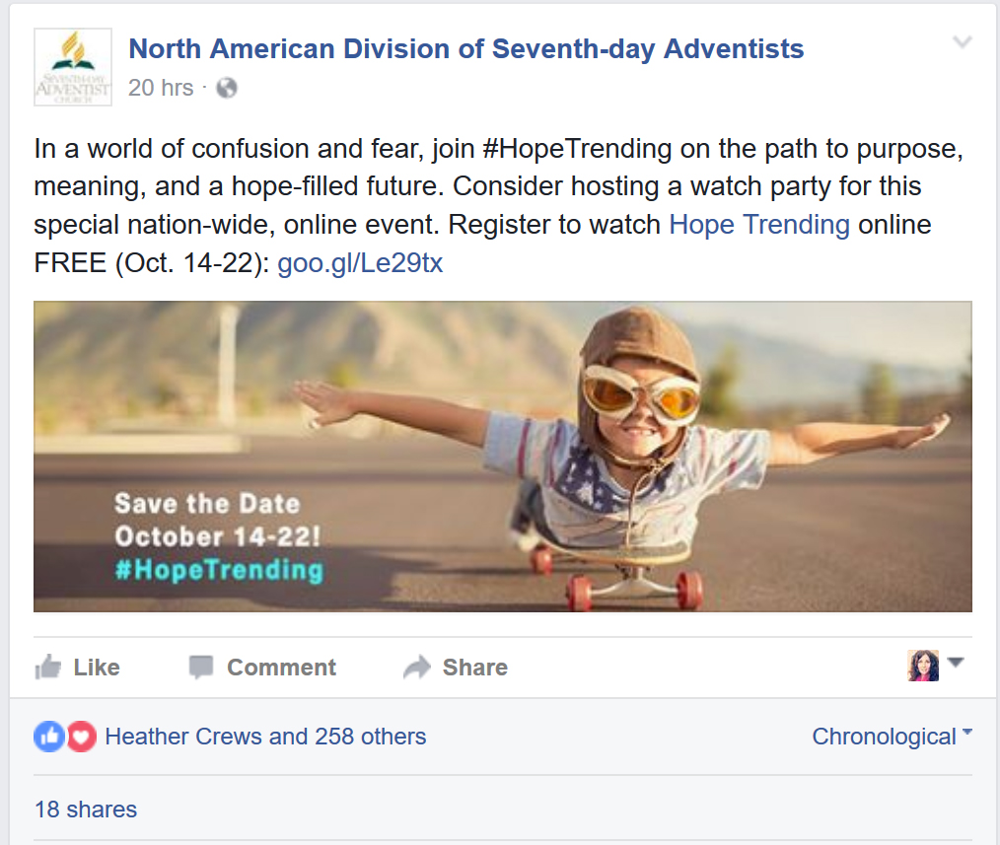 North American Division of Seventh-day Adventists
SEVENTH-DAY
ADVENTIST
CHURCH
20 hrs ·
In a world of confusion and fear, join #HopeTrending on the path to purpose,
meaning, and a hope-filled future. Consider hosting a watch party for this
special nation-wide, online event. Register to watch Hope Trending online
FREE (Oct. 14-22): goo.gl/Le29tx
Save the Date
October 14-22!
#HopeTrending
Like Comment Share
Heather Crews and 258 others Chronological
18 shares